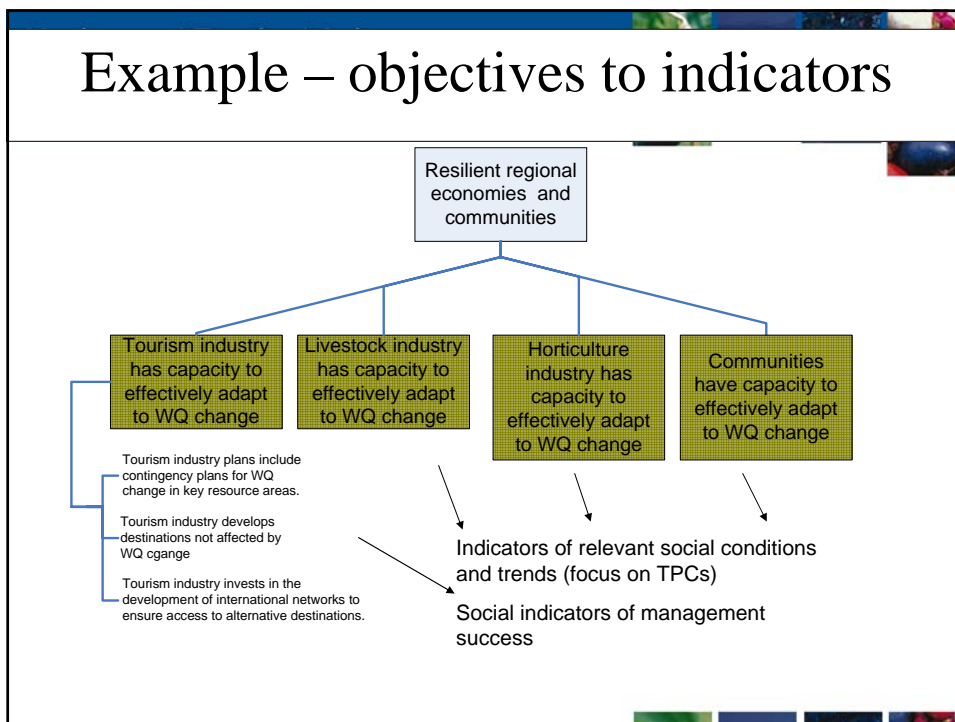 Example – objectives to indicators
Resilient regional
economies and
communities
Tourism industry
has capacity to
effectively adapt
to WQ change
Livestock industry
has capacity to
effectively adapt
to WQ change
Horticulture
industry has
capacity to
effectively adapt
to WQ change
Communities
have capacity to
effectively adapt
to WQ change
Tourism industry plans include
contingency plans for WQ
change in key resource areas.
Tourism industry develops
destinations not affected by
WQ cgange
Tourism industry invests in the
development of international networks to
ensure access to alternative destinations.
Indicators of relevant social conditions
and trends (focus on TPCs)
Social indicators of management
success